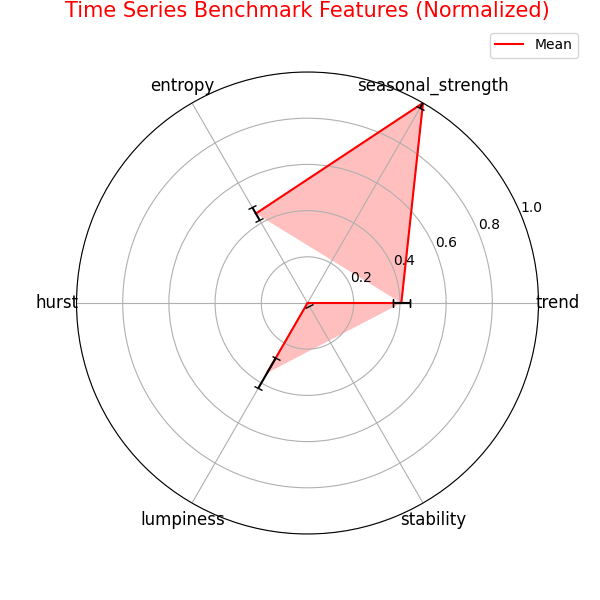 Time Series Benchmark Features (Normalized)
Mean
entropy
seasonal_strength
1.0
0.8
0.6
0.4
0.2
hurst
trend
lumpiness
stability